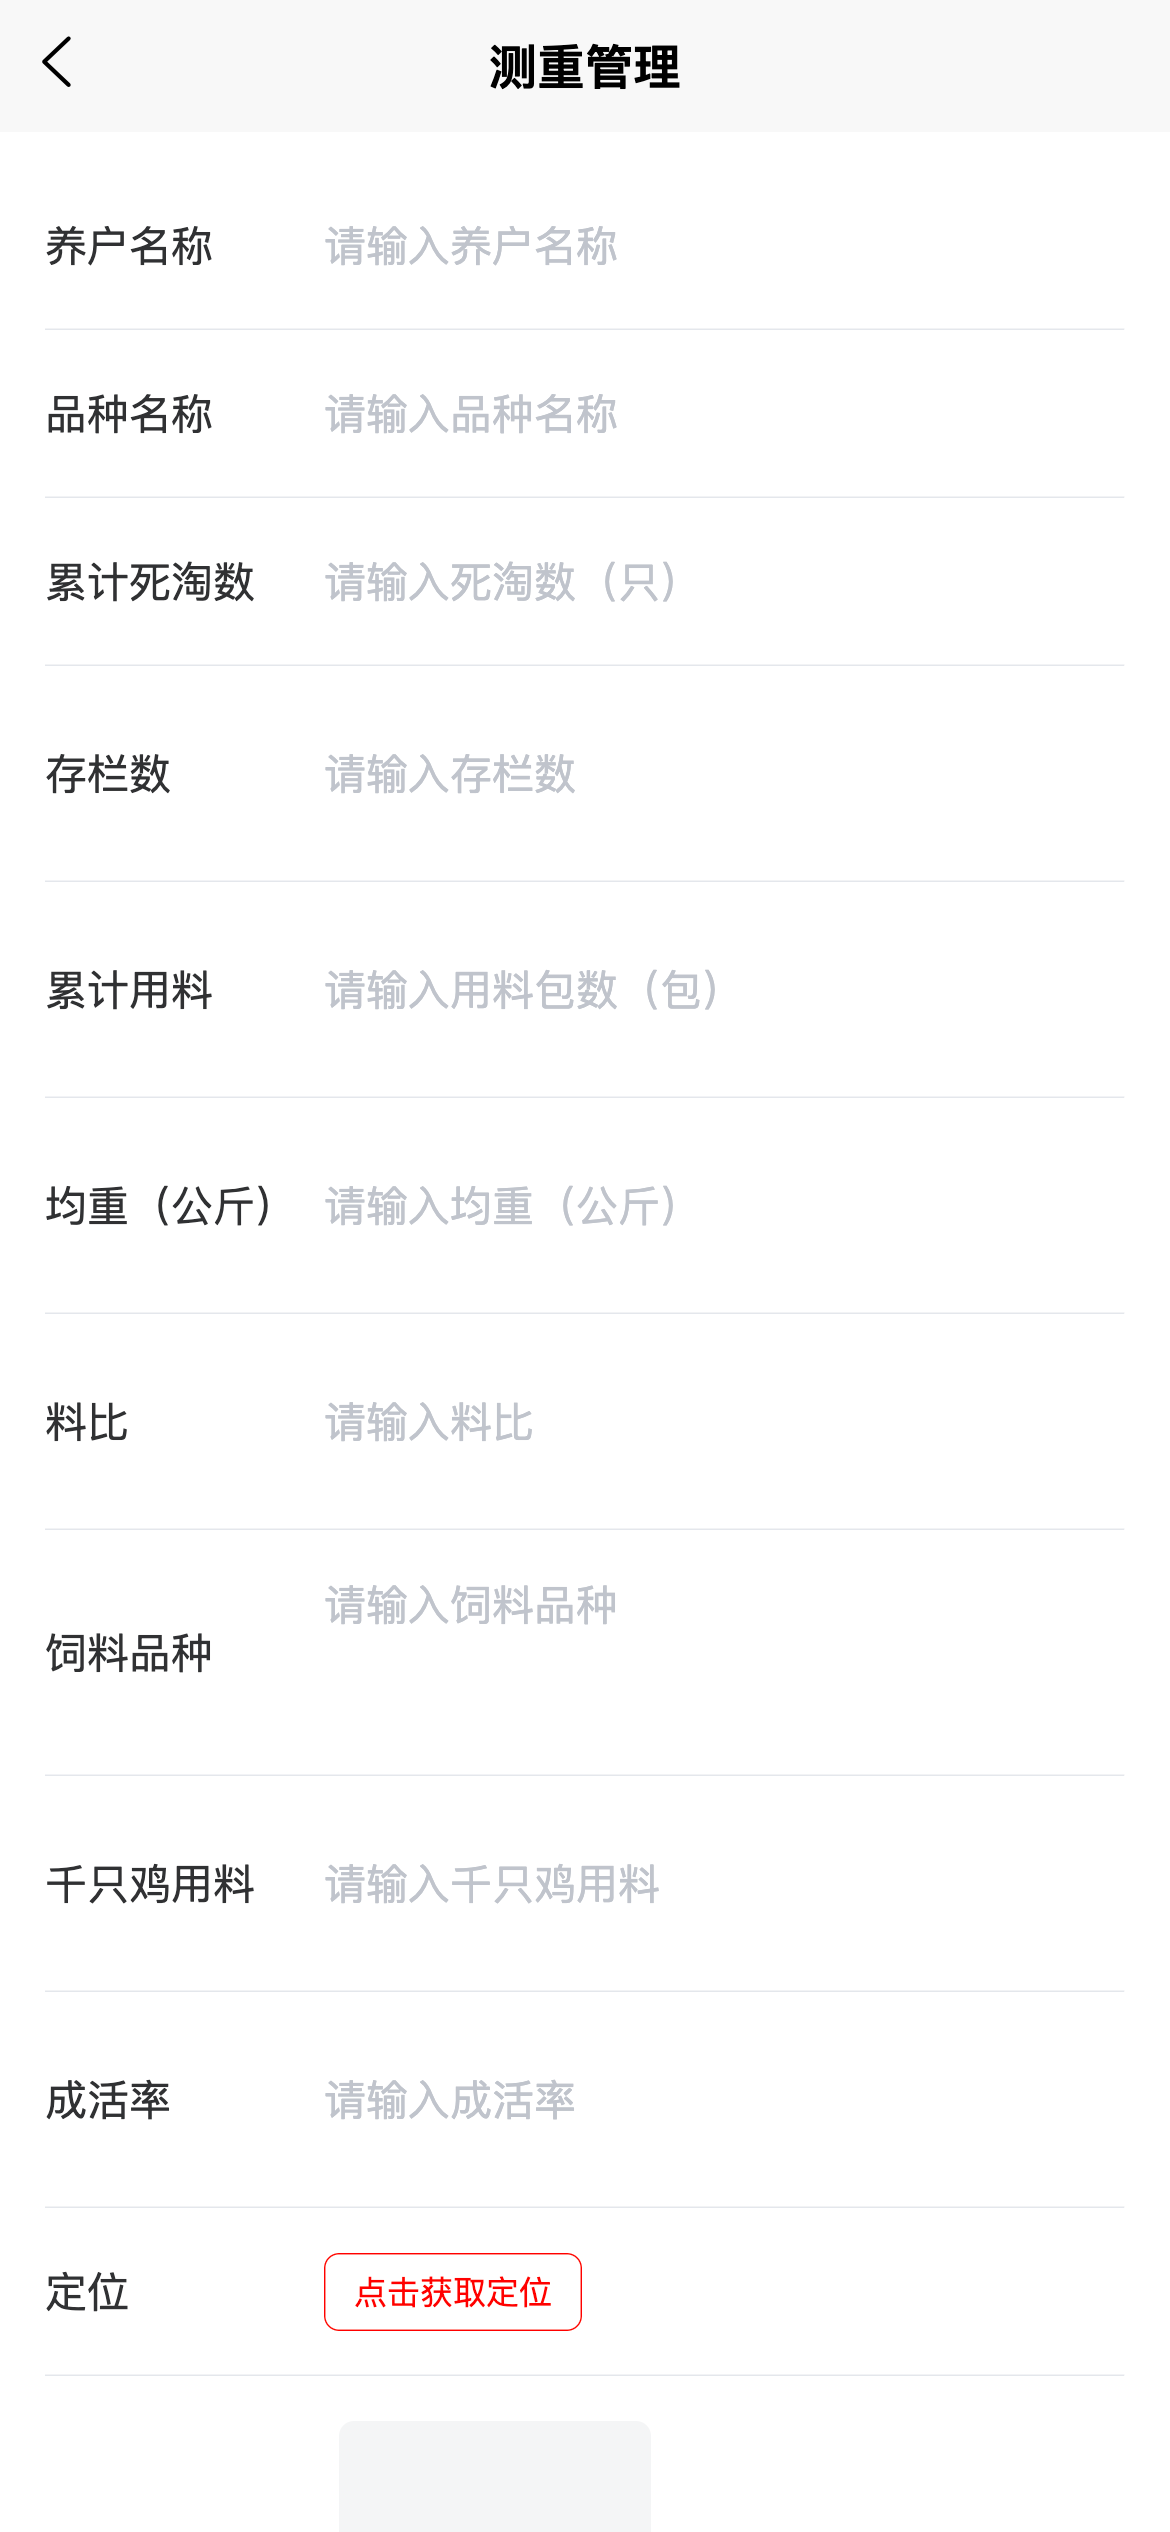 测重管理
养户名称 请输入养户名称
品种名称 请输入品种名称
累计死淘数 请输入死淘数（只）
存栏数 请输入存栏数
累计用料 请输入用料包数（包）
均重（公斤） 请输入均重（公斤）
料比 请输入料比
请输入饲料品种
饲料品种
千只鸡用料 请输入千只鸡用料
成活率 请输入成活率
定位 点击获取定位